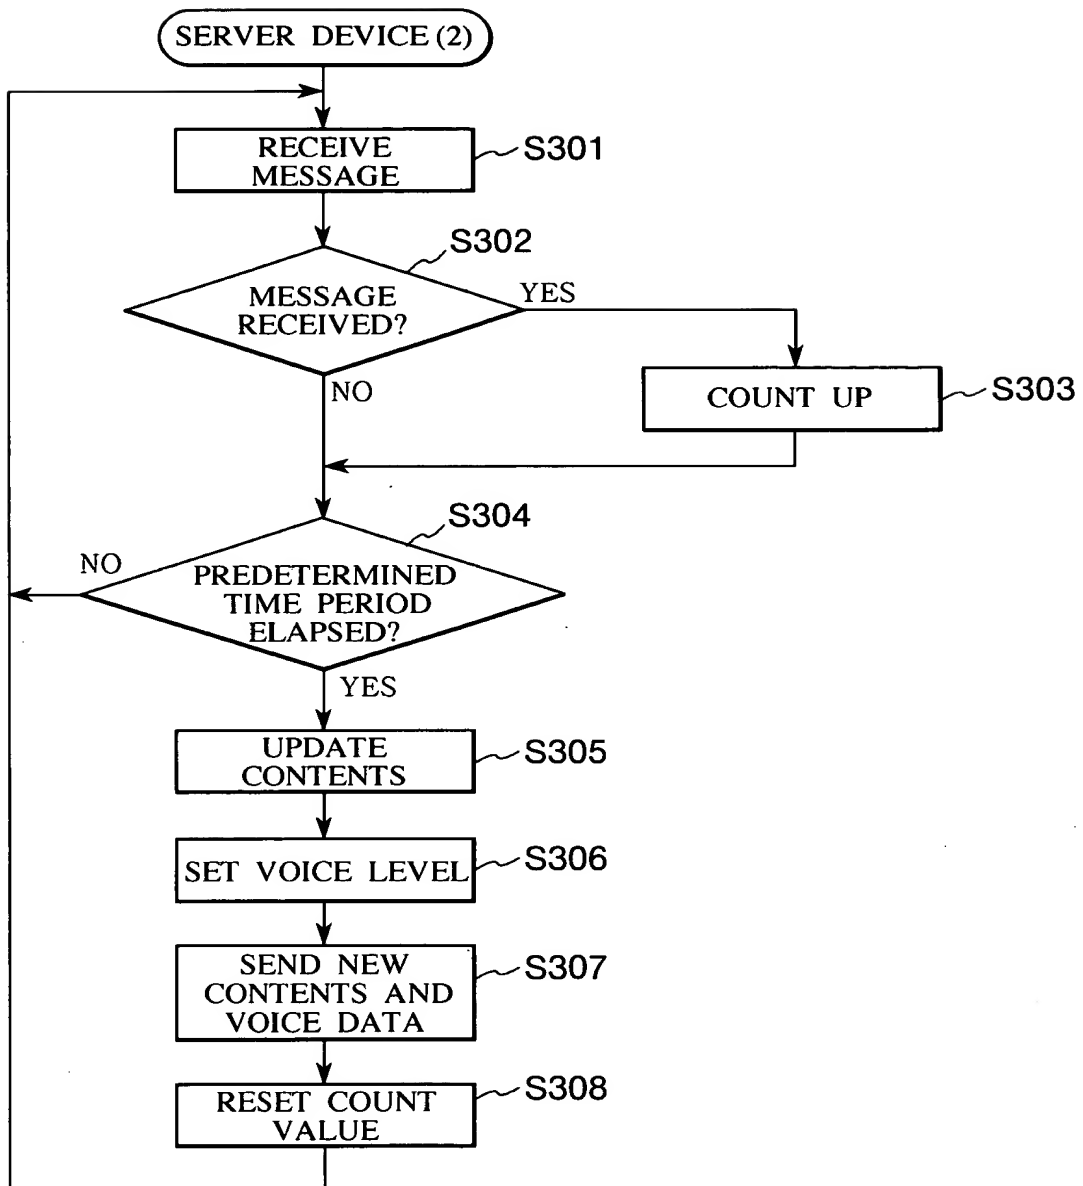 SERVER DEVICE (2)
RECEIVE
MESSAGE
S301
S302
MESSAGE
RECEIVED?
YES
NO
COUNT UP
S303
S304
NO
PREDETERMINED
TIME PERIOD
ELAPSED?
YES
UPDATE
CONTENTS
S305
SET VOICE LEVEL
S306
SEND NEW
CONTENTS AND
VOICE DATA
S307
RESET COUNT
VALUE
S308